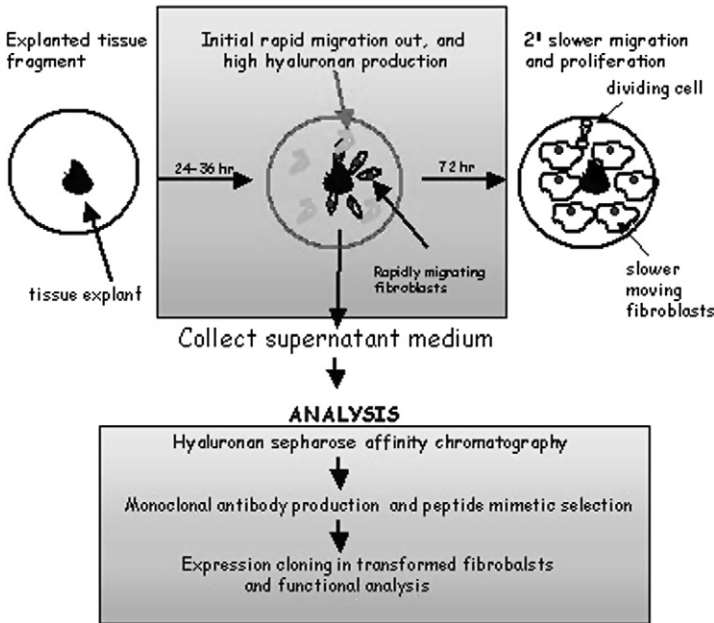 Explanted tissue
fragment
Initial rapid migration out, and
high hyaluronan production
2º slower migration
and proliferation
dividing cell
24-36 hr
72 hr
tissue explant
Rapidly migrating
fibroblasts
slower
moving
fibroblasts
Collect supernatant medium
ANALYSIS
Hyaluronan sepharose affinity chromatography
Monoclonal antibody production and peptide mimetic selection
Expression cloning in transformed fibrobalsts
and functional analysis